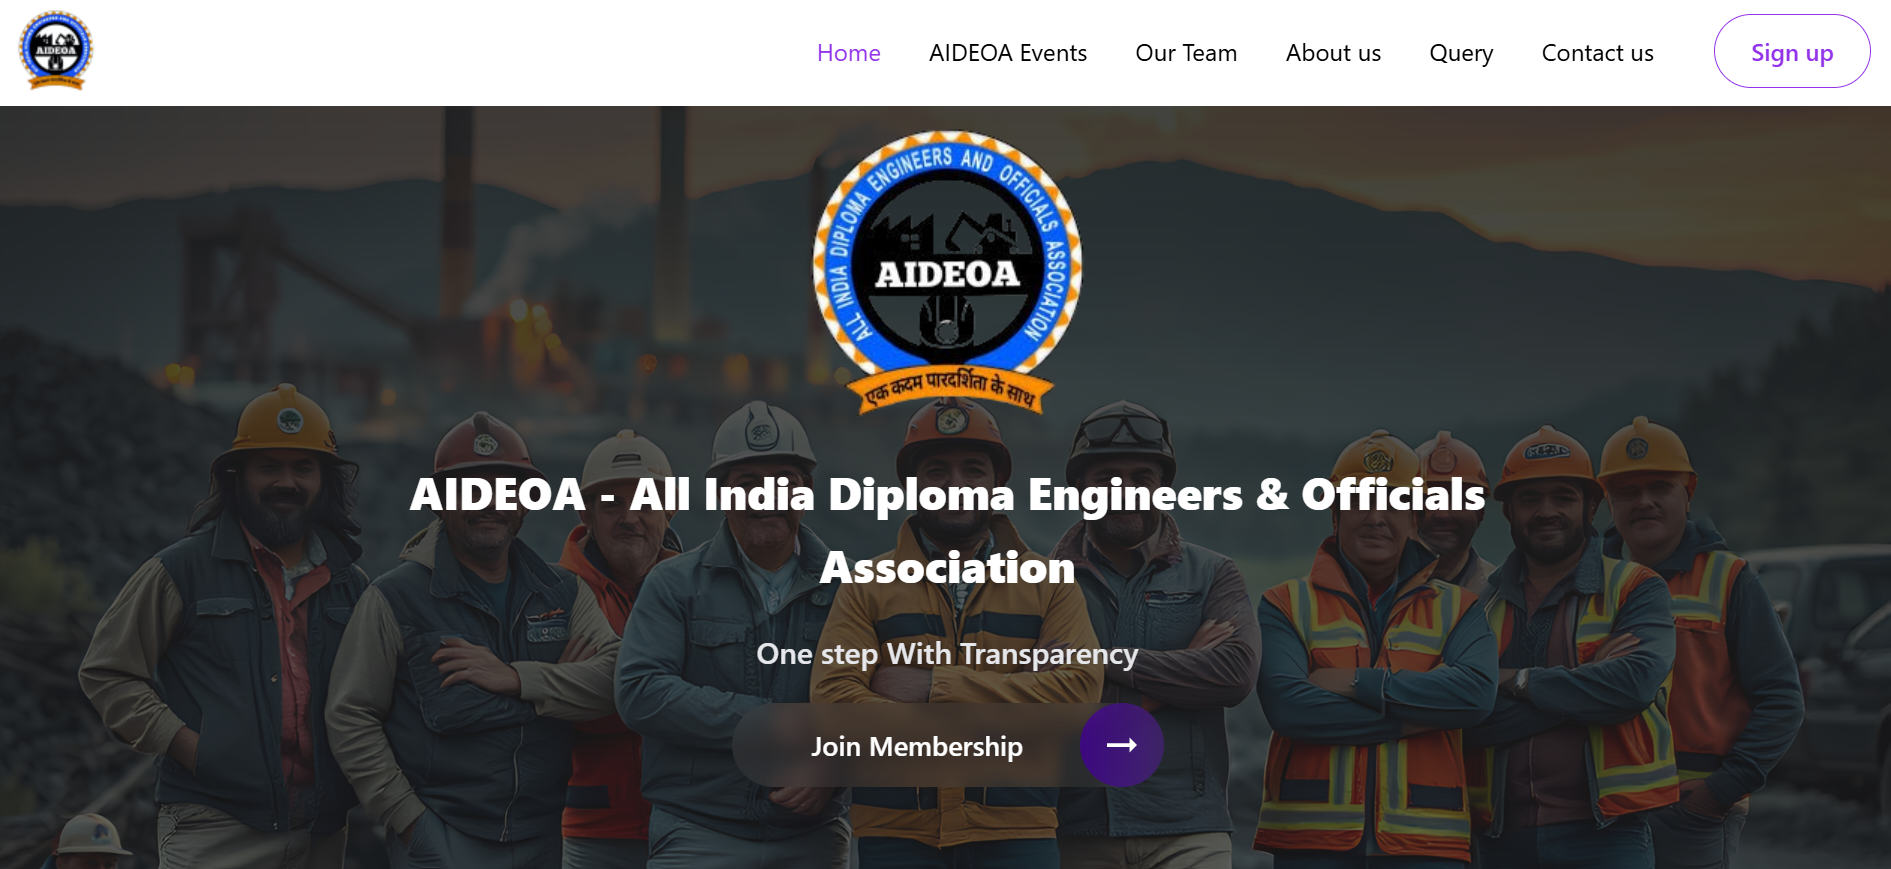 AIDEOA
Home
AIDEOA Events
Our Team
About us
Query
Contact us
Sign up
ALL INDIA DIPLOMA ENGINEERS AND OFFICIALS ASSOCIATION
AIDEOA
एक कदम पारदर्शिता के साथ
AIDEOA - All India Diploma Engineers & Officials
Association
One step With Transparency
Join Membership